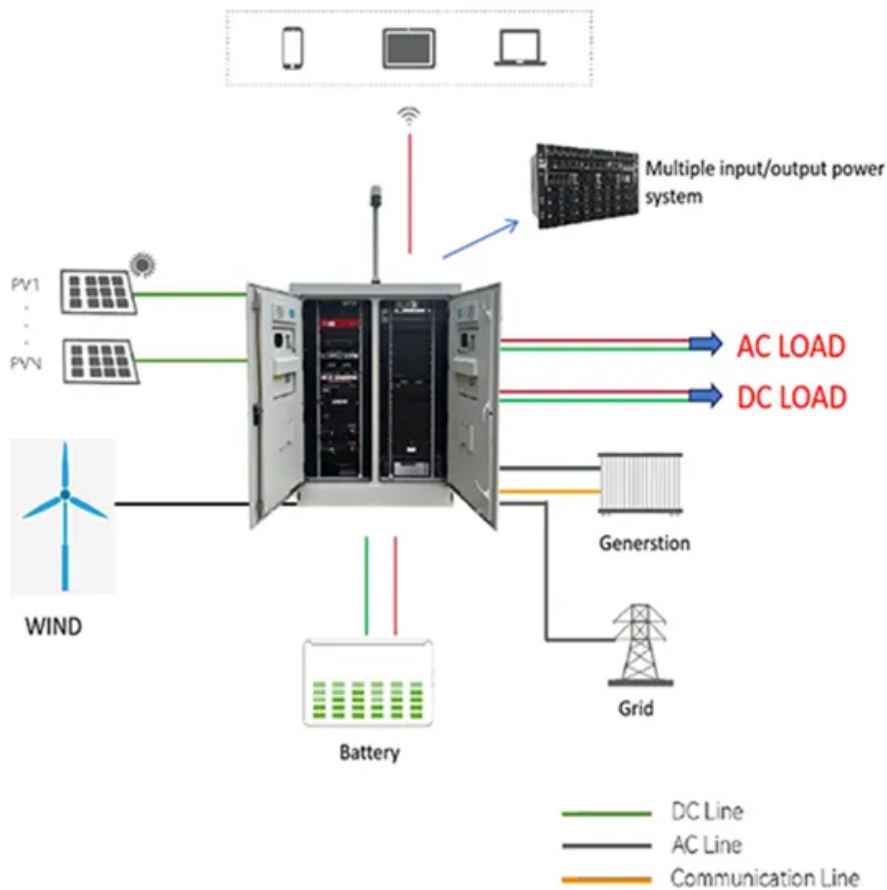 Multiple input/output power
system
PV1
PVN
AC LOAD
DC LOAD
WIND
Generstion
Grid
Battery
DC Line
AC Line
Communication Line